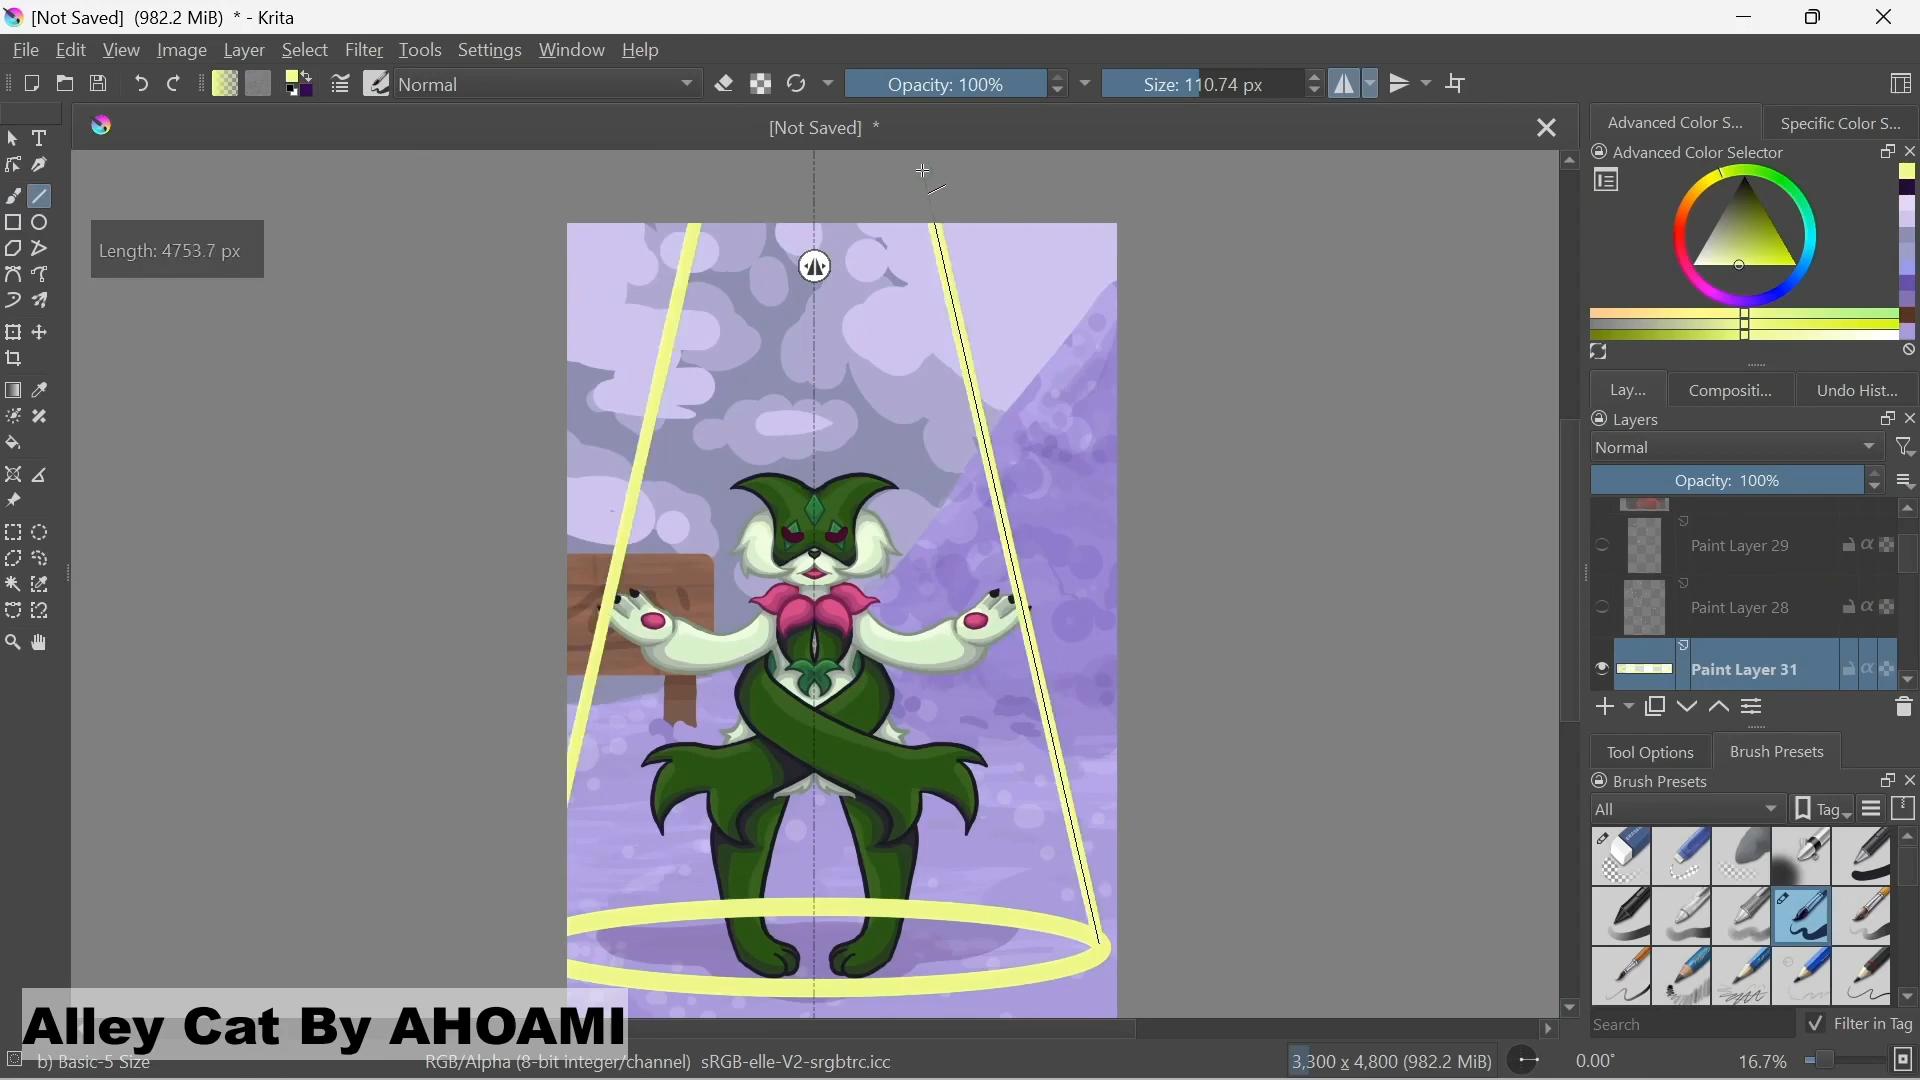 [Not Saved] (982.2 MiB) * - Krita
File Edit View Image Layer Select Filter Tools Settings Window Help
Normal Opacity: 100% Size: 110.74 px
[Not Saved] *
Advanced Color S... Specific Color S...
Advanced Color Selector
Length: 4753.7 px
Lay... Compositi... Undo Hist...
Layers
Normal
Opacity: 100%
Paint Layer 29
Paint Layer 28
Paint Layer 31
Tool Options Brush Presets
Brush Presets
All Tag
Search Filter in Tag
Alley Cat By AHOAMI
b) Basic-5 Size RGB/Alpha (8-bit integer/channel) sRGB-elle-V2-srgbtrc.icc 3,300 x 4,800 (982.2 MiB) 0.00° 16.7%